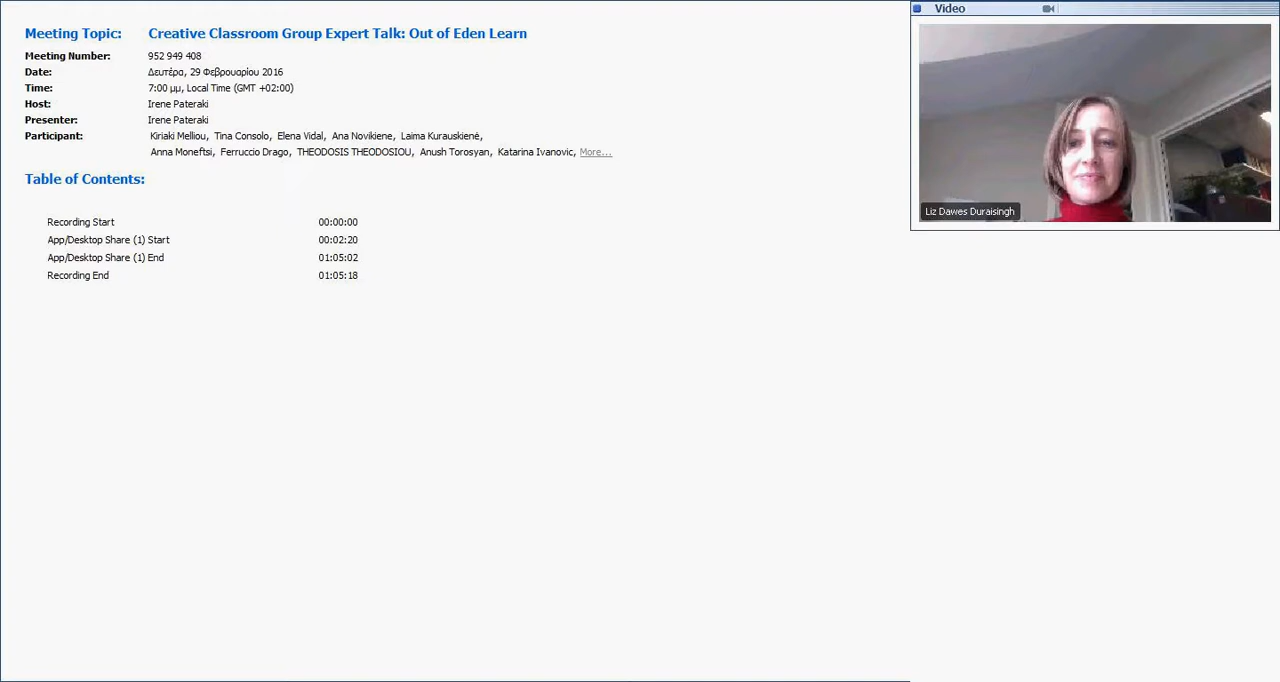 Meeting Topic: Creative Classroom Group Expert Talk: Out of Eden Learn
Meeting Number: 952 949 408
Date: Δευτέρα, 29 Φεβρουαρίου 2016
Time: 7:00 μμ, Local Time (GMT +02:00)
Host: Irene Pateraki
Presenter: Irene Pateraki
Participant: Kiriaki Melliou, Tina Consolo, Elena Vidal, Ana Novikiene, Laima Kurauskienė,
Anna Moneftsi, Ferruccio Drago, THEODOSIS THEODOSIOU, Anush Torosyan, Katarina Ivanovic, More...
Table of Contents:
Recording Start 00:00:00
App/Desktop Share (1) Start 00:02:20
App/Desktop Share (1) End 01:05:02
Recording End 01:05:18
Video
Liz Dawes Duraisingh